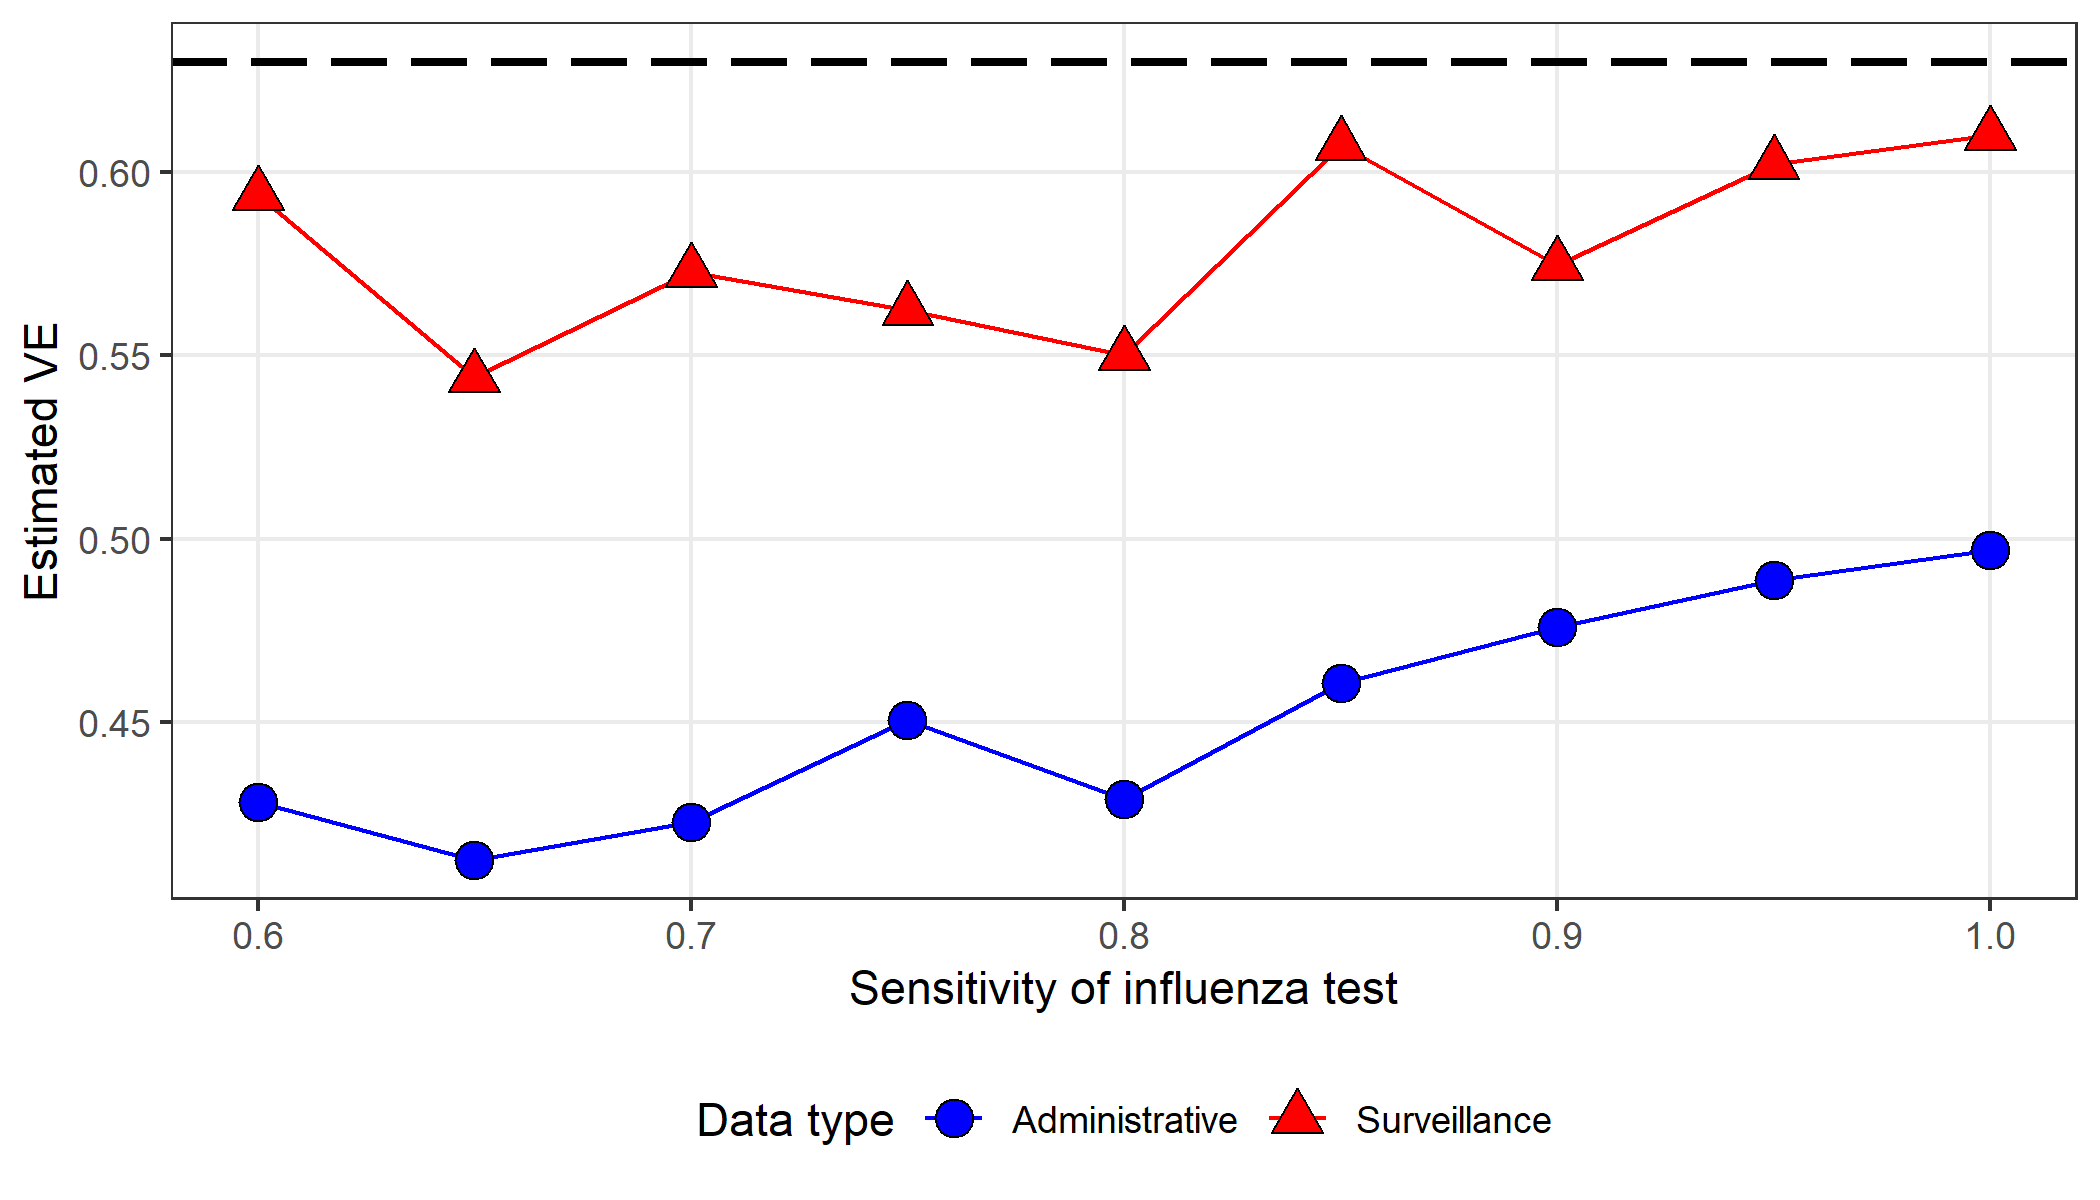 Estimated VE
0.60
0.55
0.50
0.45
0.6 0.7 0.8 0.9 1.0
Sensitivity of influenza test
Data type Administrative Surveillance